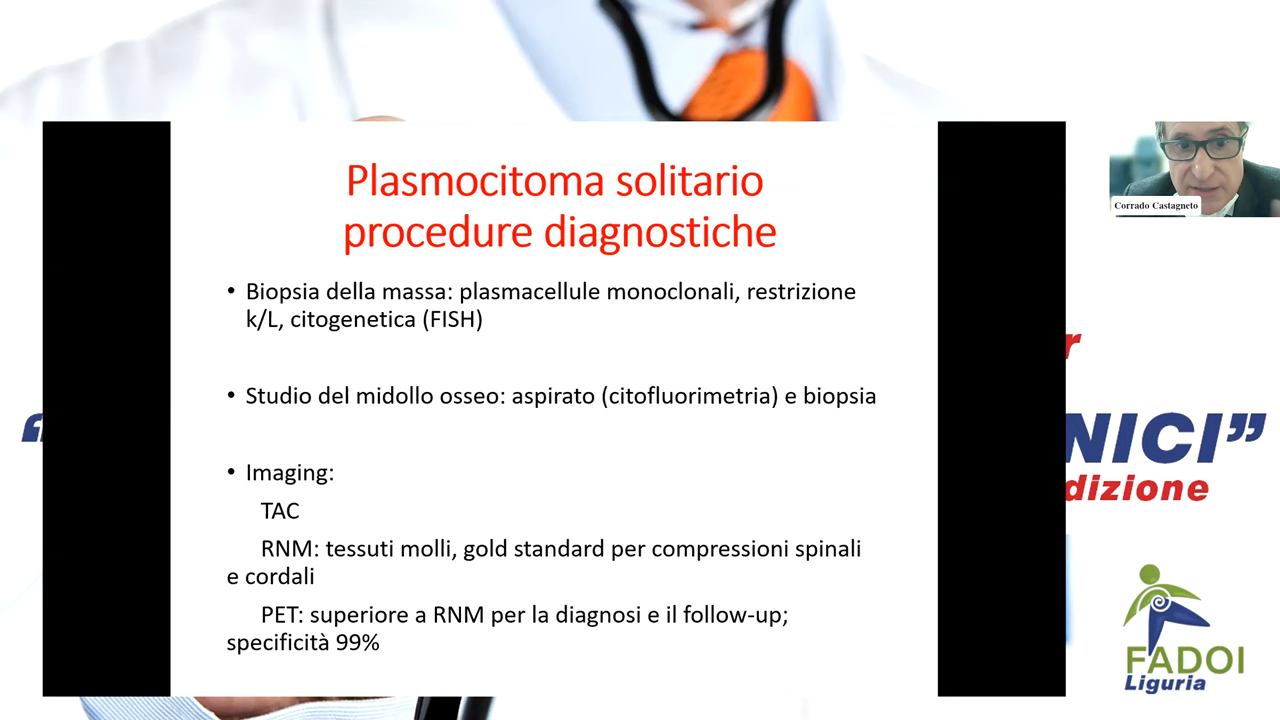 Plasmocitoma solitario
procedure diagnostiche
• Biopsia della massa: plasmacellule monoclonali, restrizione
k/L, citogenetica (FISH)
• Studio del midollo osseo: aspirato (citofluorimetria) e biopsia
• Imaging:
TAC
RNM: tessuti molli, gold standard per compressioni spinali
e cordali
PET: superiore a RNM per la diagnosi e il follow-up;
specificità 99%
Corrado Castagneto
r
“
NICI”
dizione
FADOI
Liguria